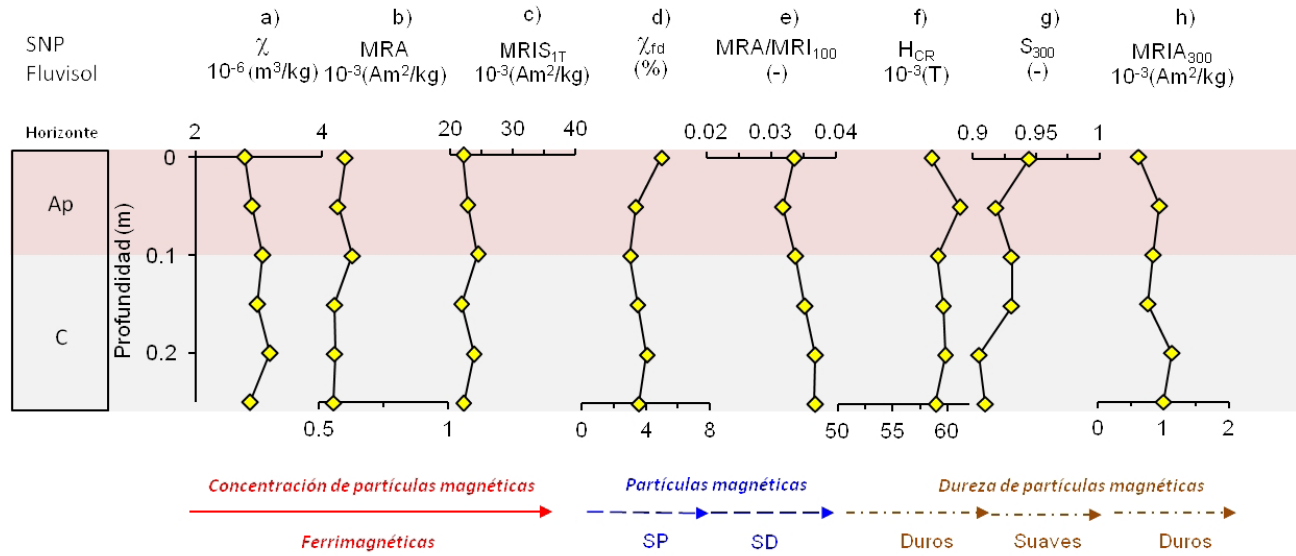 a) b) c) d) e) f) g) h)
SNP χ MRA MRIS1T χfd MRA/MRI100 HCR S300 MRIA300
Fluvisol 10-6 (m3/kg) 10-3(Am2/kg) 10-3(Am2/kg) (%) (-) 10-3(T) (-) 10-3(Am2/kg)
Horizonte 2 4 20 30 40 0.02 0.03 0.04 0.9 0.95 1
0
Ap
0.1
Profundidad (m)
C
0.2
0.5 1 0 4 8 50 55 60 0 1 2
Concentración de partículas magnéticas Partículas magnéticas Dureza de partículas magnéticas
Ferrimagnéticas SP SD Duros Suaves Duros